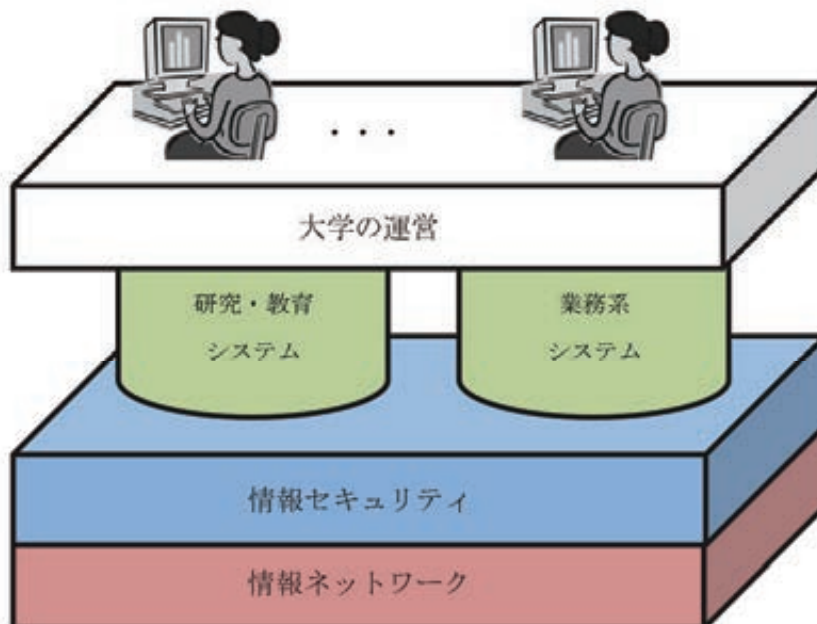 ・・・
大学の運営
研究・教育
システム
業務系
システム
情報セキュリティ
情報ネットワーク